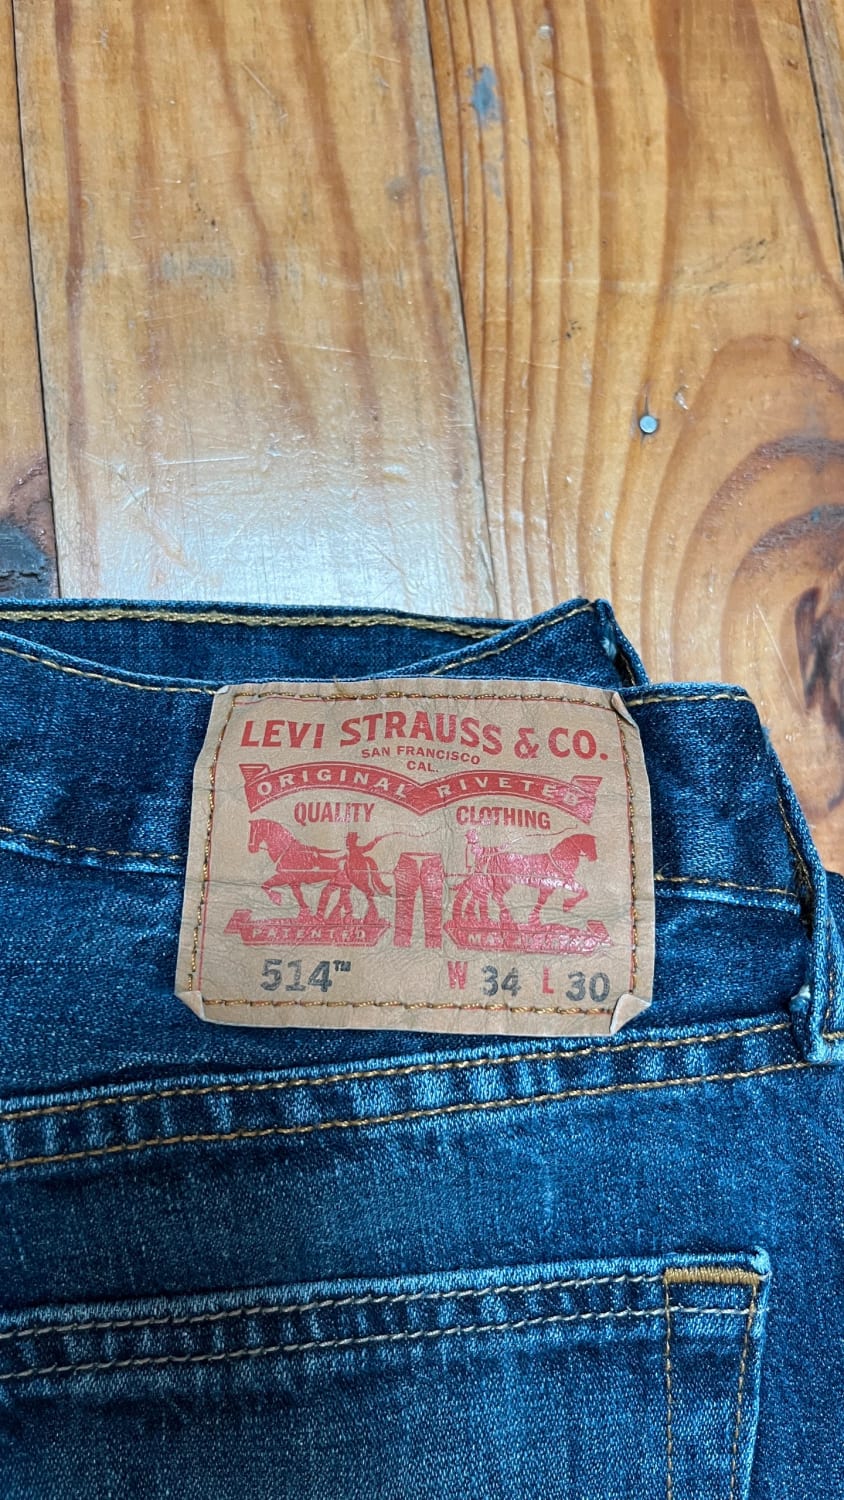 LEVI STRAUSS & CO.
SAN FRANCISCO
CAL.
ORIGINAL RIVETED
QUALITY CLOTHING
PATENTED MAY
514™ W 34 L 30